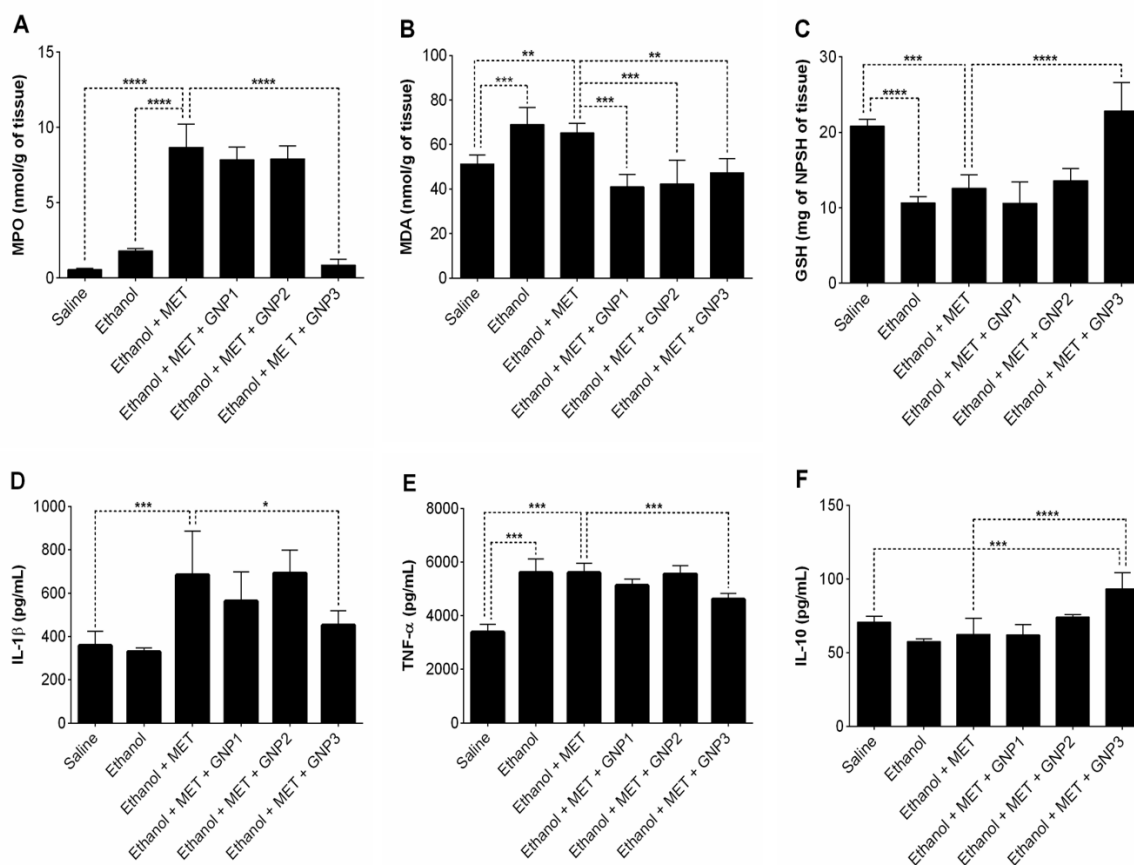 A
MPO (nmol/g of tissue)
15
10
5
0
****
****
****
Saline
Ethanol
Ethanol + MET
Ethanol + MET + GNP1
Ethanol + MET + GNP2
Ethanol + ME T + GNP3
B
MDA (nmol/g of tissue)
100
80
60
40
20
0
**
**
***
***
***
Saline
Ethanol
Ethanol + MET
Ethanol + MET + GNP1
Ethanol + MET + GNP2
Ethanol + MET + GNP3
C
GSH (mg of NPSH of tissue)
30
20
10
0
***
****
****
Saline
Ethanol
Ethanol + MET
Ethanol + MET + GNP1
Ethanol + MET + GNP2
Ethanol + MET + GNP3
D
IL-1β (pg/mL)
1000
800
600
400
200
0
***
*
Saline
Ethanol
Ethanol + MET
Ethanol + MET + GNP1
Ethanol + MET + GNP2
Ethanol + MET + GNP3
E
TNF-α (pg/mL)
8000
6000
4000
2000
0
***
***
***
Saline
Ethanol
Ethanol + MET
Ethanol + MET + GNP1
Ethanol + MET + GNP2
Ethanol + MET + GNP3
F
IL-10 (pg/mL)
150
100
50
0
****
***
Saline
Ethanol
Ethanol + MET
Ethanol + MET + GNP1
Ethanol + MET + GNP2
Ethanol + MET + GNP3